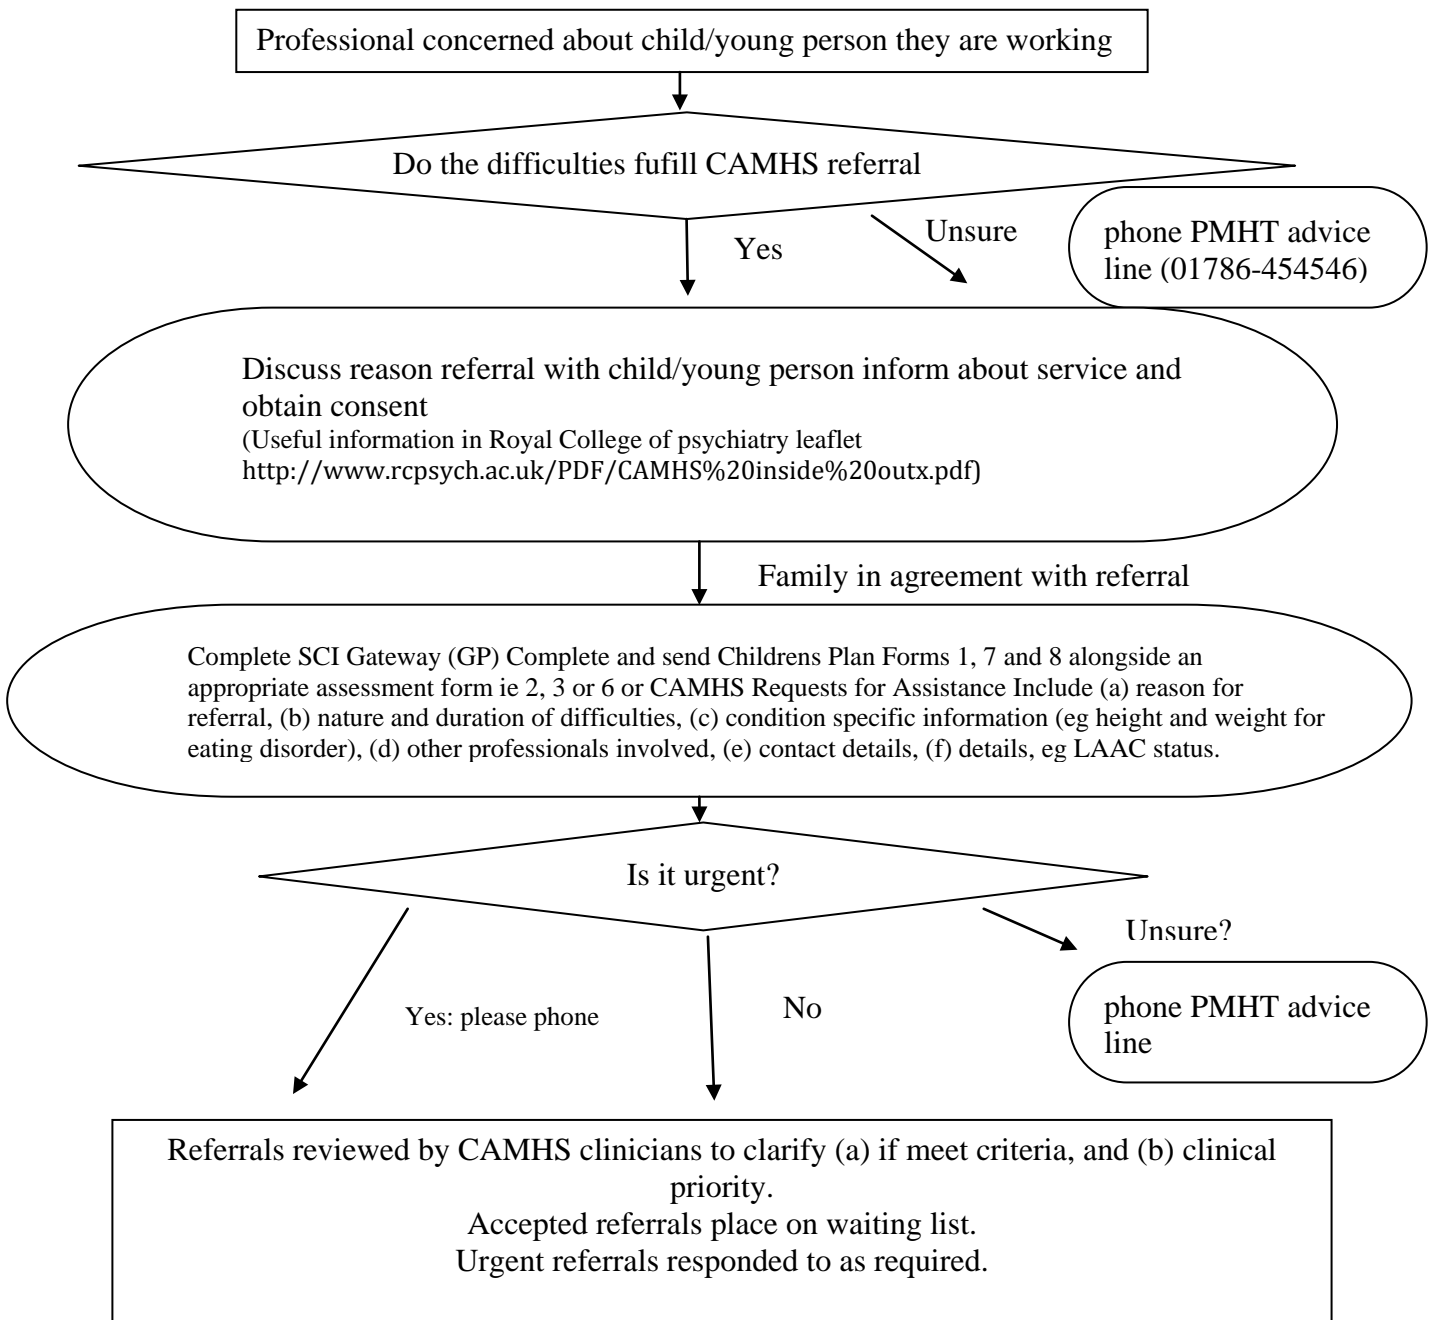 Professional concerned about child/young person they are working
Do the difficulties fufill CAMHS referral
Yes
Unsure
phone PMHT advice
line (01786-454546)
Discuss reason referral with child/young person inform about service and
obtain consent
(Useful information in Royal College of psychiatry leaflet
http://www.rcpsych.ac.uk/PDF/CAMHS%20inside%20outx.pdf)
Family in agreement with referral
Complete SCI Gateway (GP) Complete and send Childrens Plan Forms 1, 7 and 8 alongside an
appropriate assessment form ie 2, 3 or 6 or CAMHS Requests for Assistance Include (a) reason for
referral, (b) nature and duration of difficulties, (c) condition specific information (eg height and weight for
eating disorder), (d) other professionals involved, (e) contact details, (f) details, eg LAAC status.
Is it urgent?
Yes: please phone
No
Unsure?
phone PMHT advice
line
Referrals reviewed by CAMHS clinicians to clarify (a) if meet criteria, and (b) clinical
priority.
Accepted referrals place on waiting list.
Urgent referrals responded to as required.